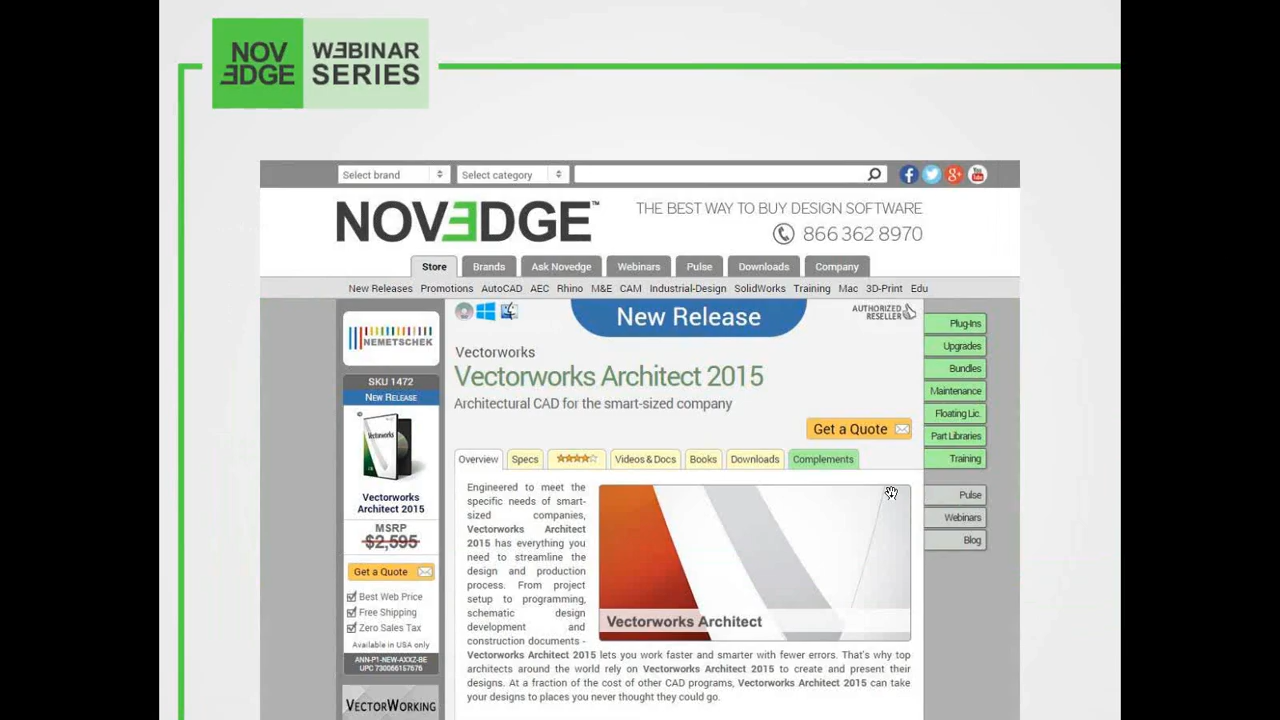 NOV
EDGE
WEBINAR
SERIES
Select brand
Select category
NOVEDGE™
THE BEST WAY TO BUY DESIGN SOFTWARE
866 362 8970
Store Brands Ask Novedge Webinars Pulse Downloads Company
New Releases Promotions AutoCAD AEC Rhino M&E CAM Industrial-Design SolidWorks Training Mac 3D-Print Edu
NEMETSCHEK
SKU 1472
NEW RELEASE
Vectorworks
Vectorworks
Architect 2015
MSRP
$2,595
Get a Quote
Best Web Price
Free Shipping
Zero Sales Tax
Available in USA only
ANN-P1-NEW-AXXZ-BE
UPC 730066157676
VECTORWORKING
New Release
AUTHORIZED
RESELLER
Vectorworks
Vectorworks Architect 2015
Architectural CAD for the smart-sized company
Get a Quote
Overview Specs Videos & Docs Books Downloads Complements
Engineered to meet the
specific needs of smart-
sized companies,
Vectorworks Architect
2015 has everything you
need to streamline the
design and production
process. From project
setup to programming,
schematic design
development and
construction documents -
Vectorworks Architect 2015 lets you work faster and smarter with fewer errors. That's why top
architects around the world rely on Vectorworks Architect 2015 to create and present their
designs. At a fraction of the cost of other CAD programs, Vectorworks Architect 2015 can take
your designs to places you never thought they could go.
Vectorworks Architect
Plug-Ins
Upgrades
Bundles
Maintenance
Floating Lic.
Part Libraries
Training
Pulse
Webinars
Blog